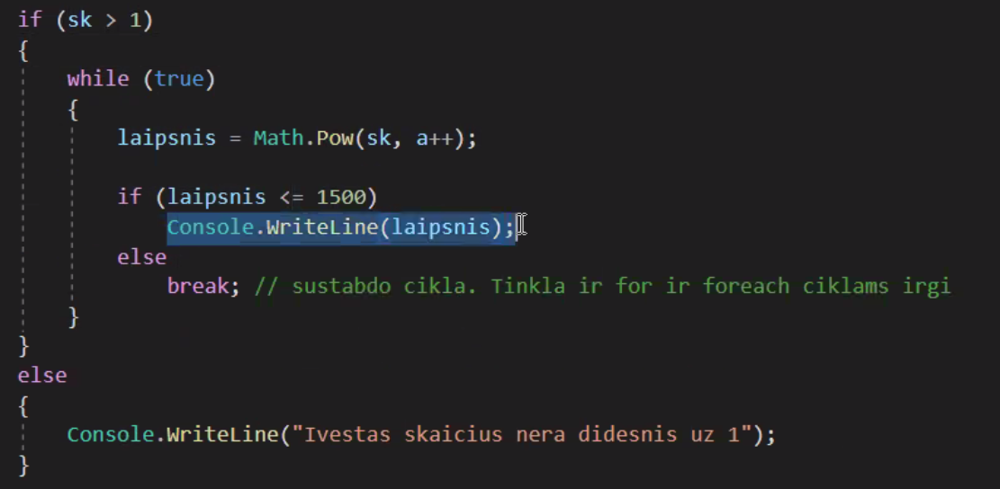 if (sk > 1)
{
while (true)
{
laipsnis = Math.Pow(sk, a++);
if (laipsnis <= 1500)
Console.WriteLine(laipsnis);
else
break; // sustabdo cikla. Tinkla ir for ir foreach ciklams irgi
}
}
else
{
Console.WriteLine("Ivestas skaicius nera didesnis uz 1");
}